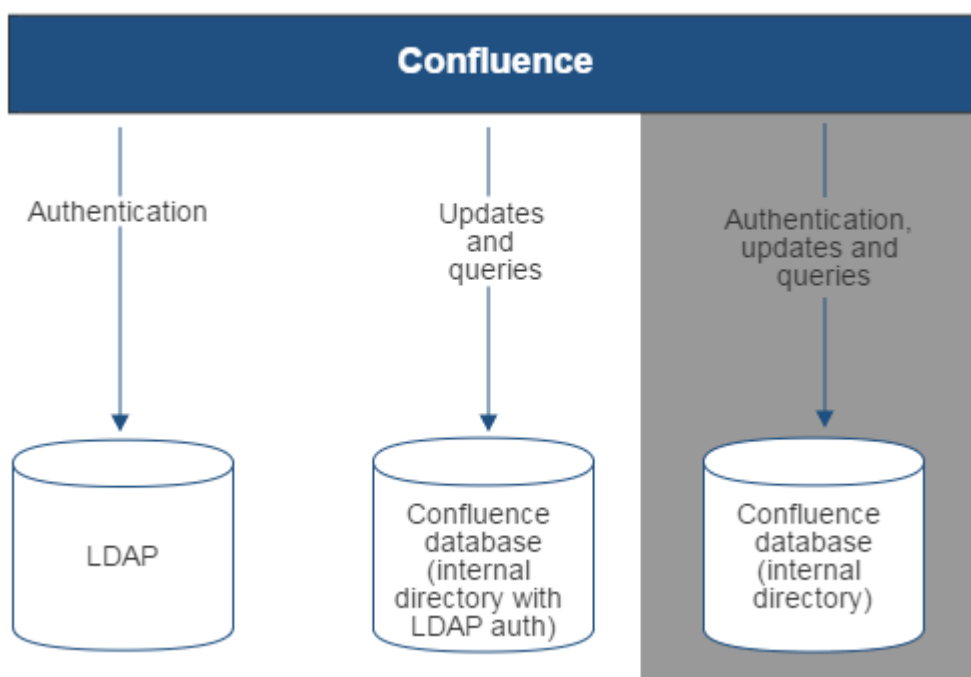 Confluence
Authentication
Updates
and
queries
Authentication,
updates and
queries
LDAP
Confluence
database
(internal
directory with
LDAP auth)
Confluence
database
(internal
directory)